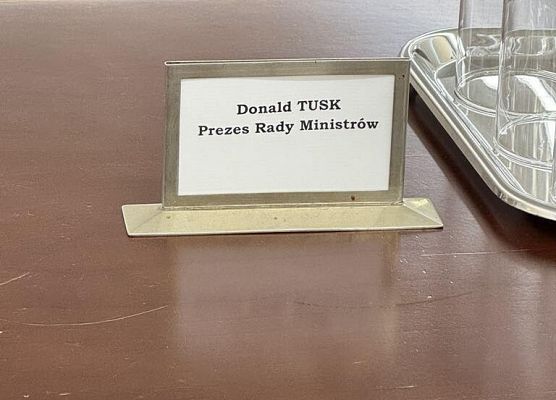 Donald TUSK
Prezes Rady Ministrów